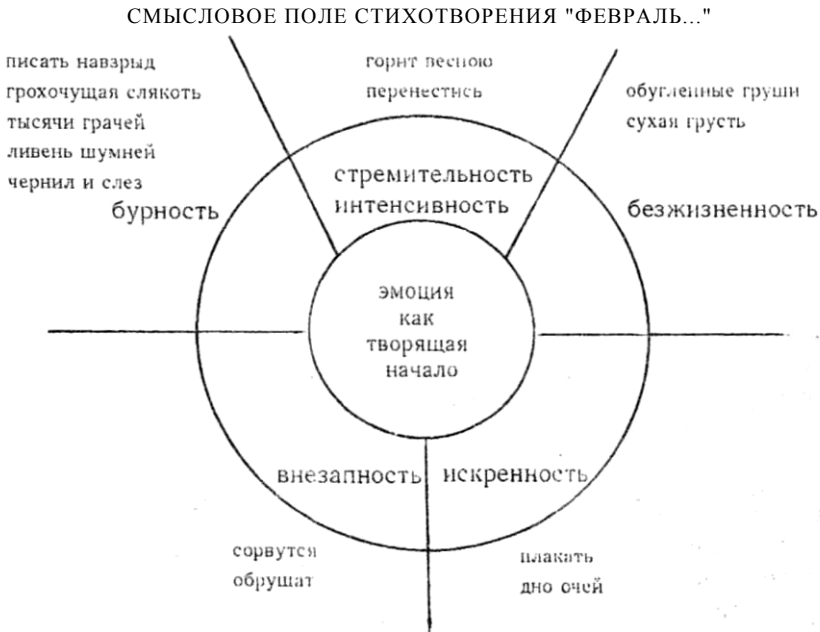 СМЫСЛОВОЕ ПОЛЕ СТИХОТВОРЕНИЯ "ФЕВРАЛЬ..."
писать навзрыд
грохочущая слякоть
тысячи грачей
ливень шумней
чернил и слез
бурность
горит весною
перенестись
стремительность
интенсивность
обугленные груши
сухая грусть
безжизненность
эмоция
как
творящая
начало
внезапность
искренность
сорвутся
обрушат
плакать
дно очей